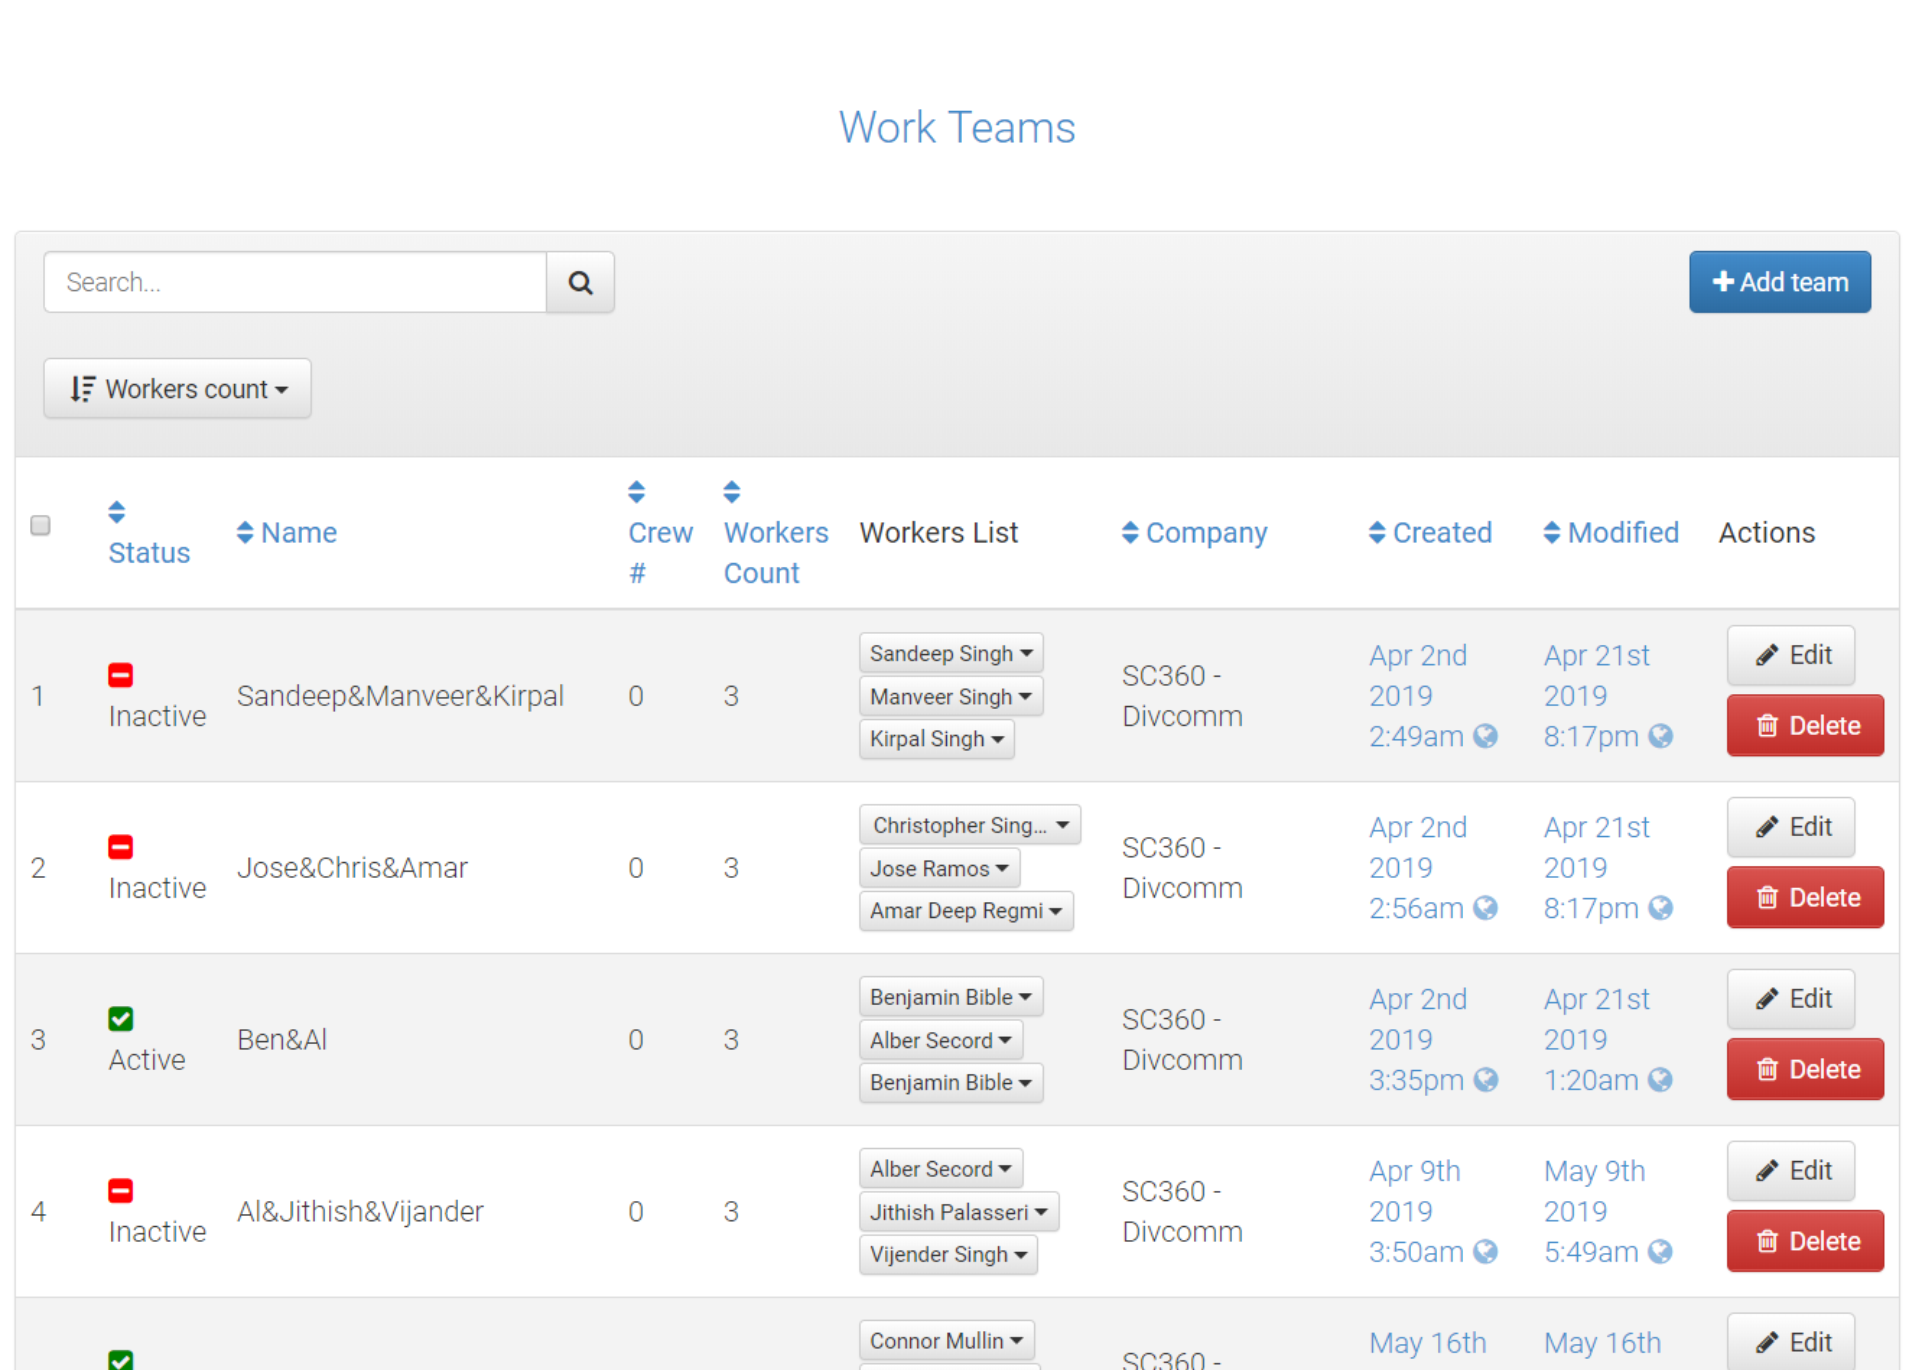 Work Teams
Search...
Add team
Workers count
Status
Name
Crew #
Workers Count
Workers List
Company
Created
Modified
Actions
1
Inactive
Sandeep&Manveer&Kirpal
0
3
Sandeep Singh
Manveer Singh
Kirpal Singh
SC360 -
Divcomm
Apr 2nd
2019
2:49am
Apr 21st
2019
8:17pm
Edit
Delete
2
Inactive
Jose&Chris&Amar
0
3
Christopher Sing...
Jose Ramos
Amar Deep Regmi
SC360 -
Divcomm
Apr 2nd
2019
2:56am
Apr 21st
2019
8:17pm
Edit
Delete
3
Active
Ben&Al
0
3
Benjamin Bible
Alber Secord
Benjamin Bible
SC360 -
Divcomm
Apr 2nd
2019
3:35pm
Apr 21st
2019
1:20am
Edit
Delete
4
Inactive
Al&Jithish&Vijander
0
3
Alber Secord
Jithish Palasseri
Vijender Singh
SC360 -
Divcomm
Apr 9th
2019
3:50am
May 9th
2019
5:49am
Edit
Delete
Connor Mullin
SC360 -
May 16th
May 16th
Edit